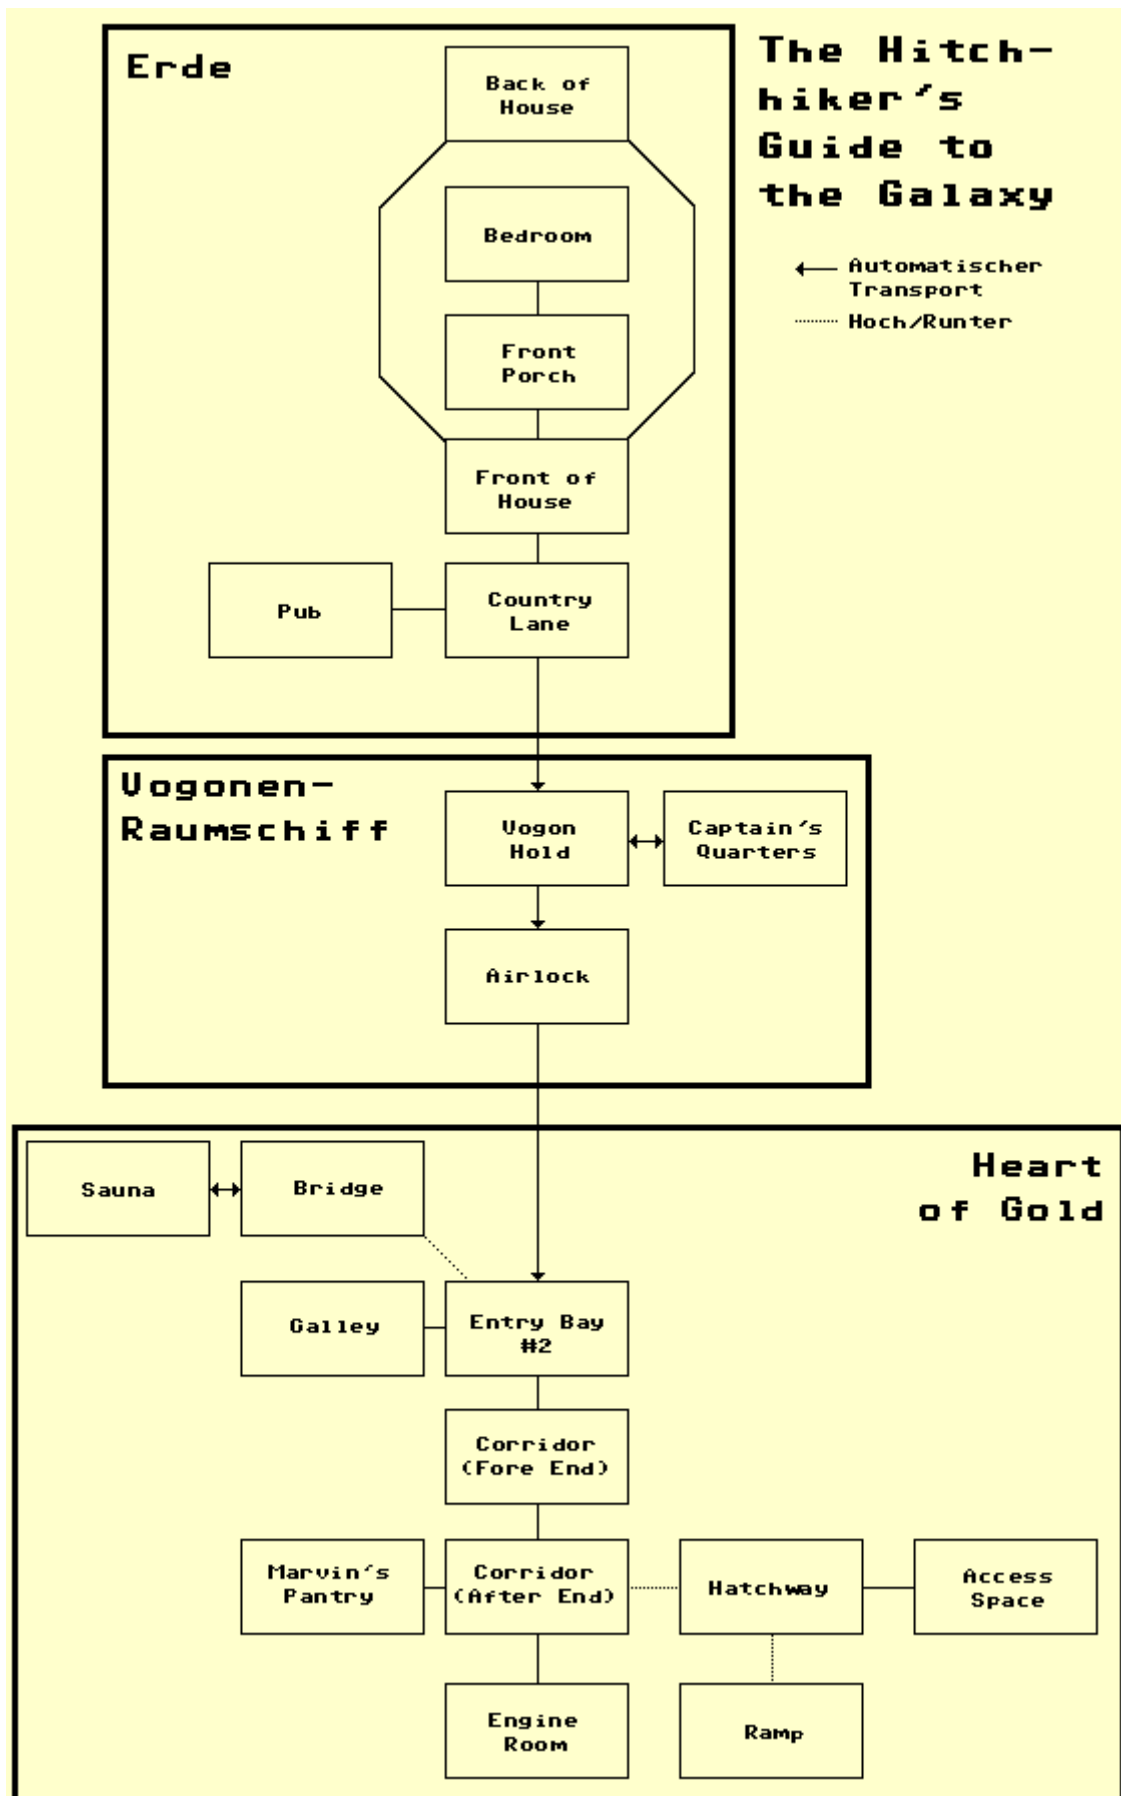 Erde
The Hitch-
hiker's
Guide to
the Galaxy
Automatischer
Transport
Hoch/Runter
Back of
House
Bedroom
Front
Porch
Front of
House
Pub
Country
Lane
Vogonen-
Raumschiff
Vogon
Hold
Captain's
Quarters
Airlock
Heart
of Gold
Sauna
Bridge
Galley
Entry Bay
#2
Corridor
(Fore End)
Marvin's
Pantry
Corridor
(After End)
Hatchway
Access
Space
Engine
Room
Ramp